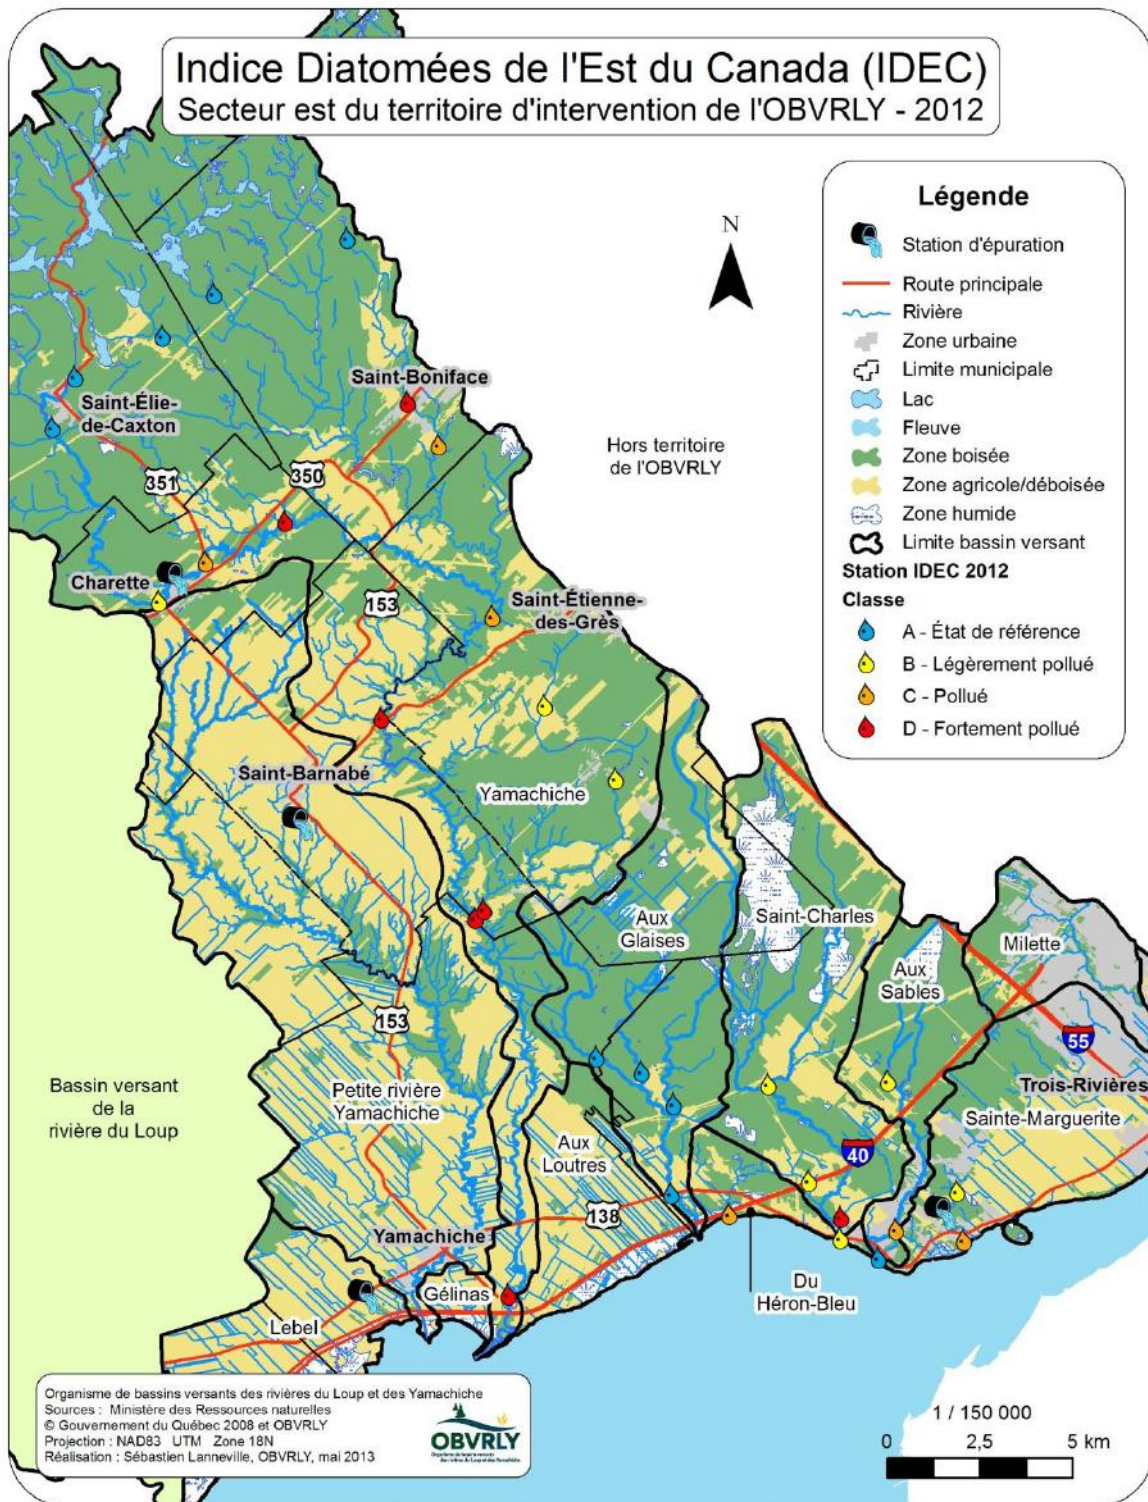 Indice Diatomées de l'Est du Canada (IDEC)
Secteur est du territoire d'intervention de l'OBVRLY - 2012
Légende
Station d'épuration
Route principale
Rivière
Zone urbaine
Limite municipale
Lac
Fleuve
Zone boisée
Zone agricole/déboisée
Zone humide
Limite bassin versant
Station IDEC 2012
Classe
A - État de référence
B - Légèrement pollué
C - Pollué
D - Fortement pollué
N
Saint-Boniface
Saint-Élie-
de-Caxton
Hors territoire
de l'OBVRLY
351
350
Charette
153
Saint-Étienne-
des-Grès
Saint-Barnabé
Yamachiche
Aux
Glaises
Saint-Charles
Milette
Aux
Sables
153
55
Bassin versant
de la
rivière du Loup
Petite rivière
Yamachiche
Trois-Rivières
Sainte-Marguerite
Aux
Loutres
40
138
Yamachiche
Gélinas
Du
Héron-Bleu
Lebel
Organisme de bassins versants des rivières du Loup et des Yamachiche
Sources : Ministère des Ressources naturelles
© Gouvernement du Québec 2008 et OBVRLY
Projection : NAD83 UTM Zone 18N
Réalisation : Sébastien Lanneville, OBVRLY, mai 2013
OBVRLY
1 / 150 000
0 2,5 5 km